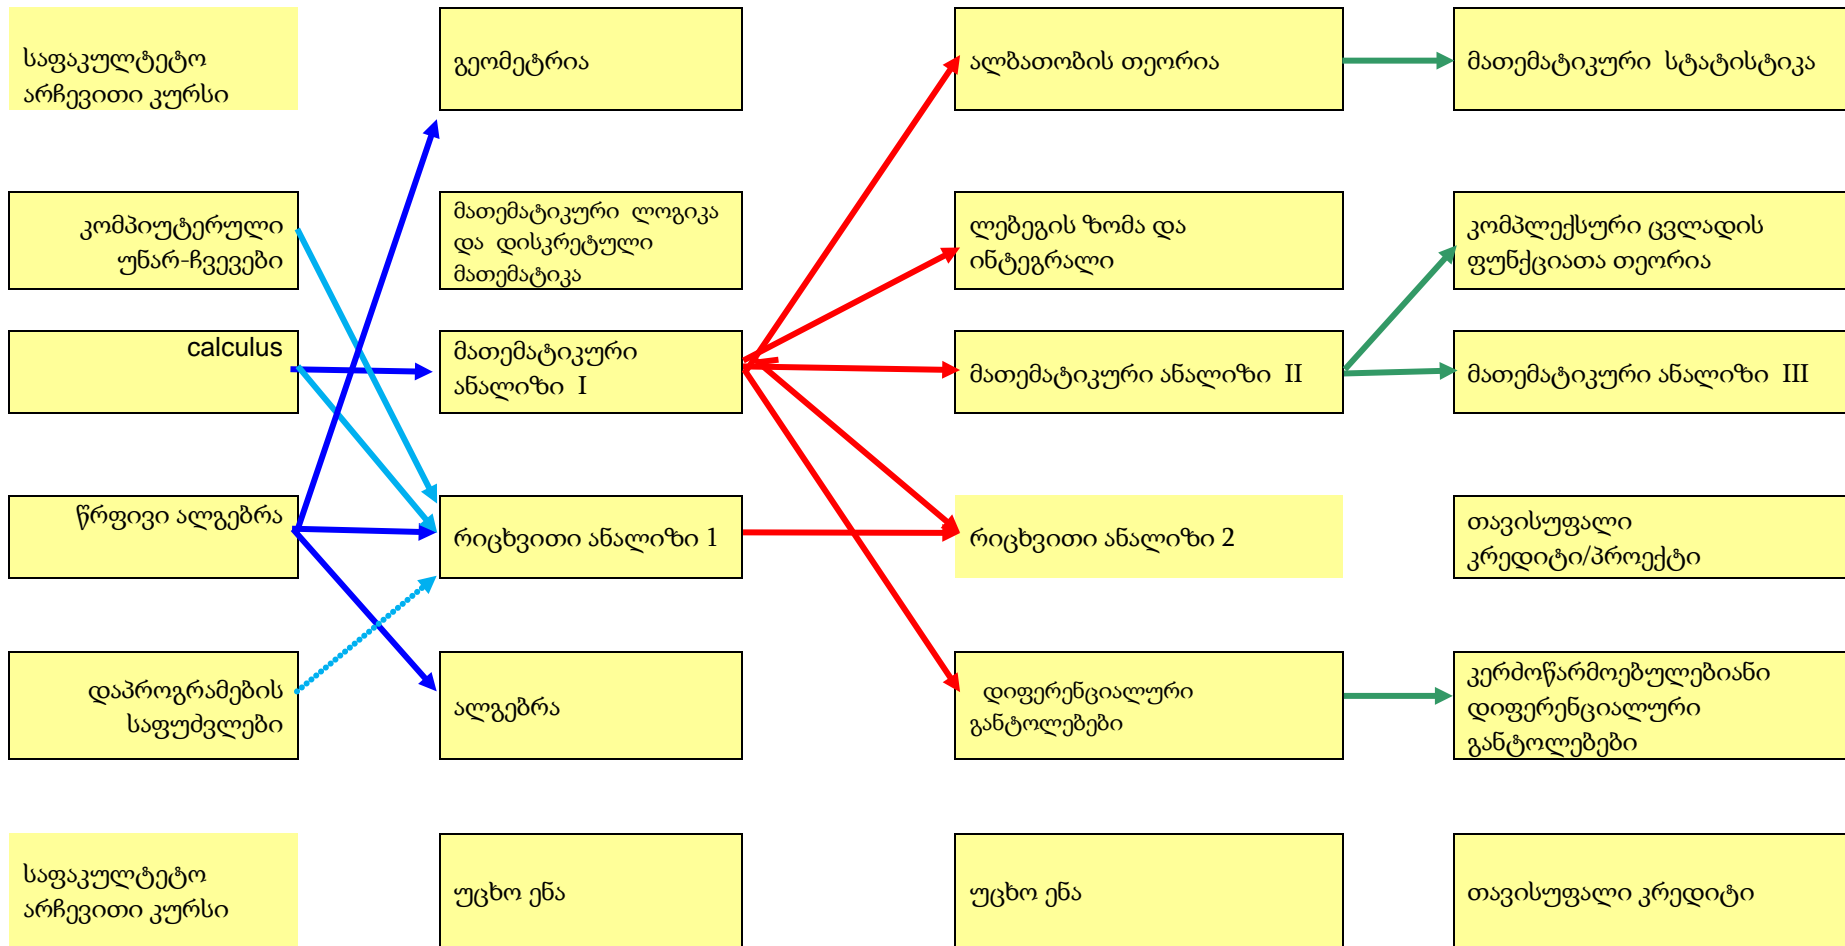 საფაკულტეტო
არჩევითი კურსი
გეომეტრია
ალბათობის თეორია
მათემატიკური სტატისტიკა
კომპიუტერული
უნარ-ჩვევები
მათემატიკური ლოგიკა
და დისკრეტული
მათემატიკა
ლებეგის ზომა და
ინტეგრალი
კომპლექსური ცვლადის
ფუნქციათა თეორია
calculus
მათემატიკური
ანალიზი I
მათემატიკური ანალიზი II
მათემატიკური ანალიზი III
წრფივი ალგებრა
რიცხვითი ანალიზი 1
რიცხვითი ანალიზი 2
თავისუფალი
კრედიტი/პროექტი
დაპროგრამების
საფუძვლები
ალგებრა
დიფერენციალური
განტოლებები
კერძოწარმოებულებიანი
დიფერენციალური
განტოლებები
საფაკულტეტო
არჩევითი კურსი
უცხო ენა
უცხო ენა
თავისუფალი კრედიტი